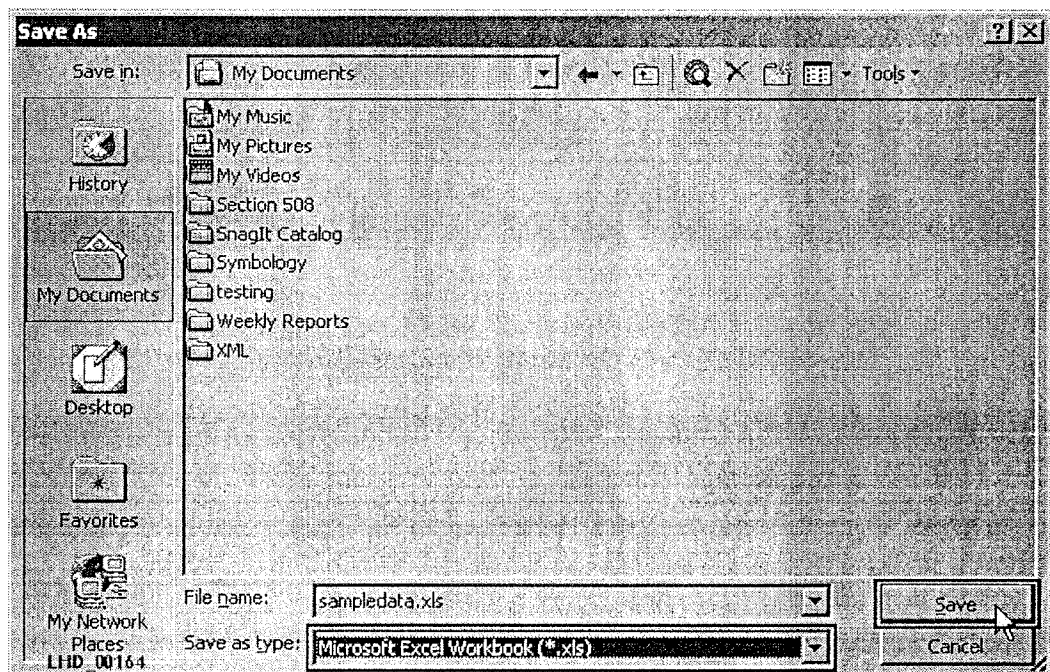 Save As
Save in:
My Documents
Tools
History
My Documents
Desktop
Favorites
My Network
Places
My Music
My Pictures
My Videos
Section 508
SnagIt Catalog
Symbology
testing
Weekly Reports
XML
File name:
sampledata.xls
Save
Save as type:
Microsoft Excel Workbook (*.xls)
Cancel
LHD_00164